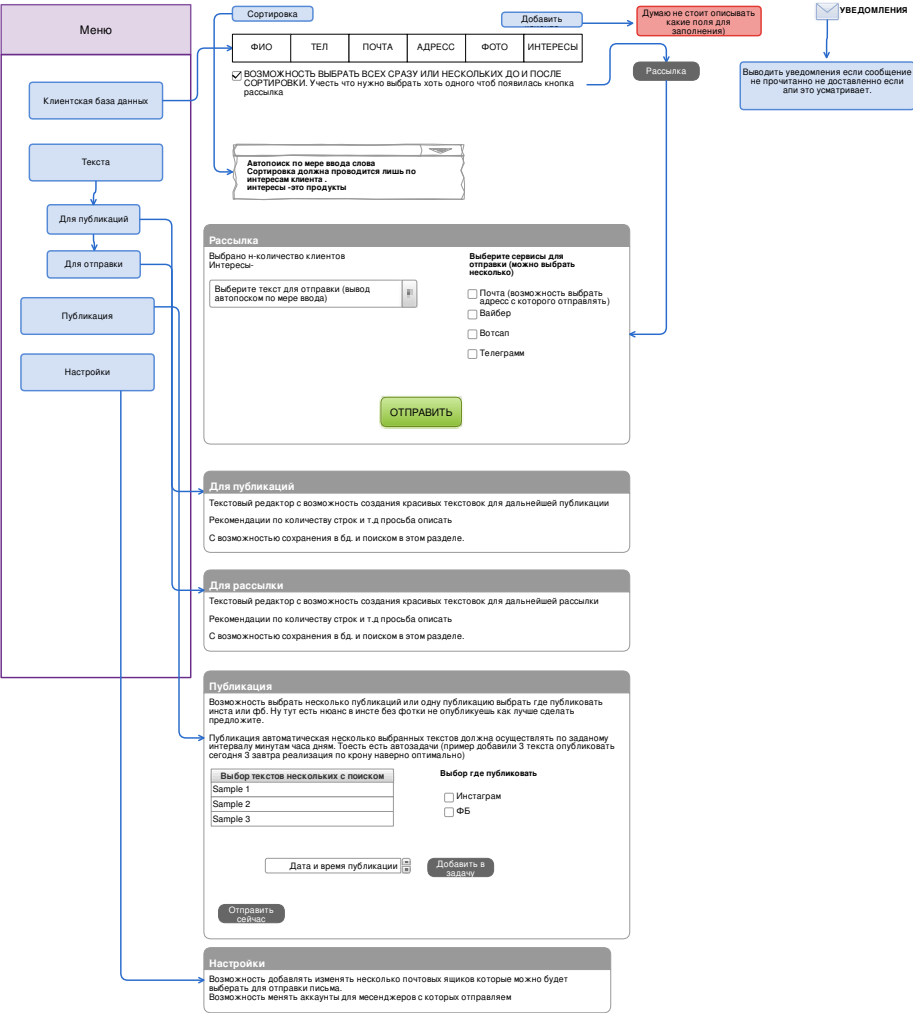 Меню
Клиентская база данных
Текста
Для публикаций
Для отправки
Публикация
Настройки
Сортировка
Добавить
Думаю не стоит описывать
какие поля для
заполнения)
УВЕДОМЛЕНИЯ
ФИО
ТЕЛ
ПОЧТА
АДРЕСС
ФОТО
ИНТЕРЕСЫ
ВОЗМОЖНОСТЬ ВЫБРАТЬ ВСЕХ СРАЗУ ИЛИ НЕСКОЛЬКИХ ДО И ПОСЛЕ
СОРТИРОВКИ. Учесть что нужно выбрать хоть одного чтоб появилась кнопка
рассылка
Рассылка
Выводить уведомления если сообщение
не прочитанно не доставленно если
апи это усматривает.
Автопоиск по мере ввода слова
Сортировка должна проводится лишь по
интересам клиента .
интересы -это продукты
Рассылка
Выбрано н-количество клиентов
Интересы-
Выберите текст для отправки (вывод
автопоском по мере ввода)
Выберите сервисы для
отправки (можно выбрать
несколько)
Почта (возможность выбрать
адресс с которого отправлять)
Вайбер
Вотсап
Телеграмм
ОТПРАВИТЬ
Для публикаций
Текстовый редактор с возможность создания красивых текстовок для дальнейшей публикации
Рекомендации по количеству строк и т.д просьба описать
С возможностью сохранения в бд. и поиском в этом разделе.
Для рассылки
Текстовый редактор с возможность создания красивых текстовок для дальнейшей рассылки
Рекомендации по количеству строк и т.д просьба описать
С возможностью сохранения в бд. и поиском в этом разделе.
Публикация
Возможность выбрать несколько публикаций или одну публикацию выбрать где публиковать
инста или фб. Ну тут есть нюанс в инсте без фотки не опубликуешь как лучше сделать
предложите.
Публикация автоматическая несколько выбранных текстов должна осуществлять по заданому
интервалу минутам часа дням. Тоесть есть автозадачи (пример добавили 3 текста опубликовать
сегодня 3 завтра реализация по крону наверно оптимально)
Выбор текстов нескольких с поиском
Sample 1
Sample 2
Sample 3
Выбор где публиковать
Инстаграм
ФБ
Дата и время публикации
Добавить в
задачу
Отправить
сейчас
Настройки
Возможность добавлять изменять несколько почтовых ящиков которые можно будет
выберать для отправки письма.
Возможность менять аккаунты для месенджеров с которых отправляем